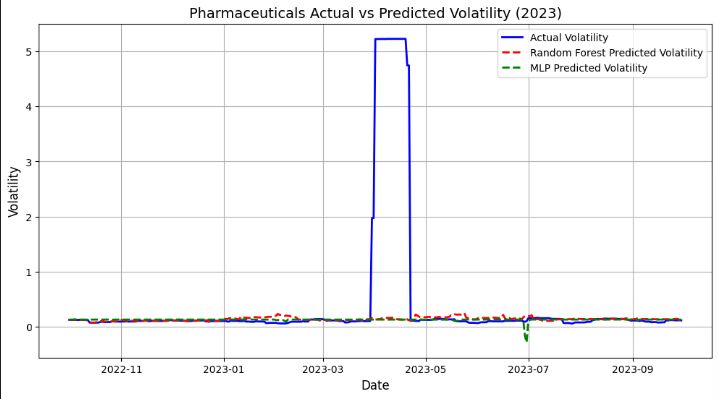 Pharmaceuticals Actual vs Predicted Volatility (2023)
Actual Volatility
Random Forest Predicted Volatility
MLP Predicted Volatility
Volatility
5
4
3
2
1
0
2022-11 2023-01 2023-03 2023-05 2023-07 2023-09
Date